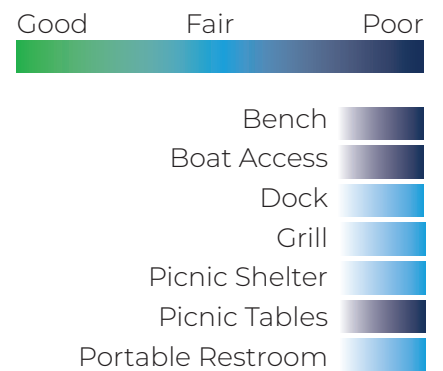 Good Fair Poor
Bench
Boat Access
Dock
Grill
Picnic Shelter
Picnic Tables
Portable Restroom